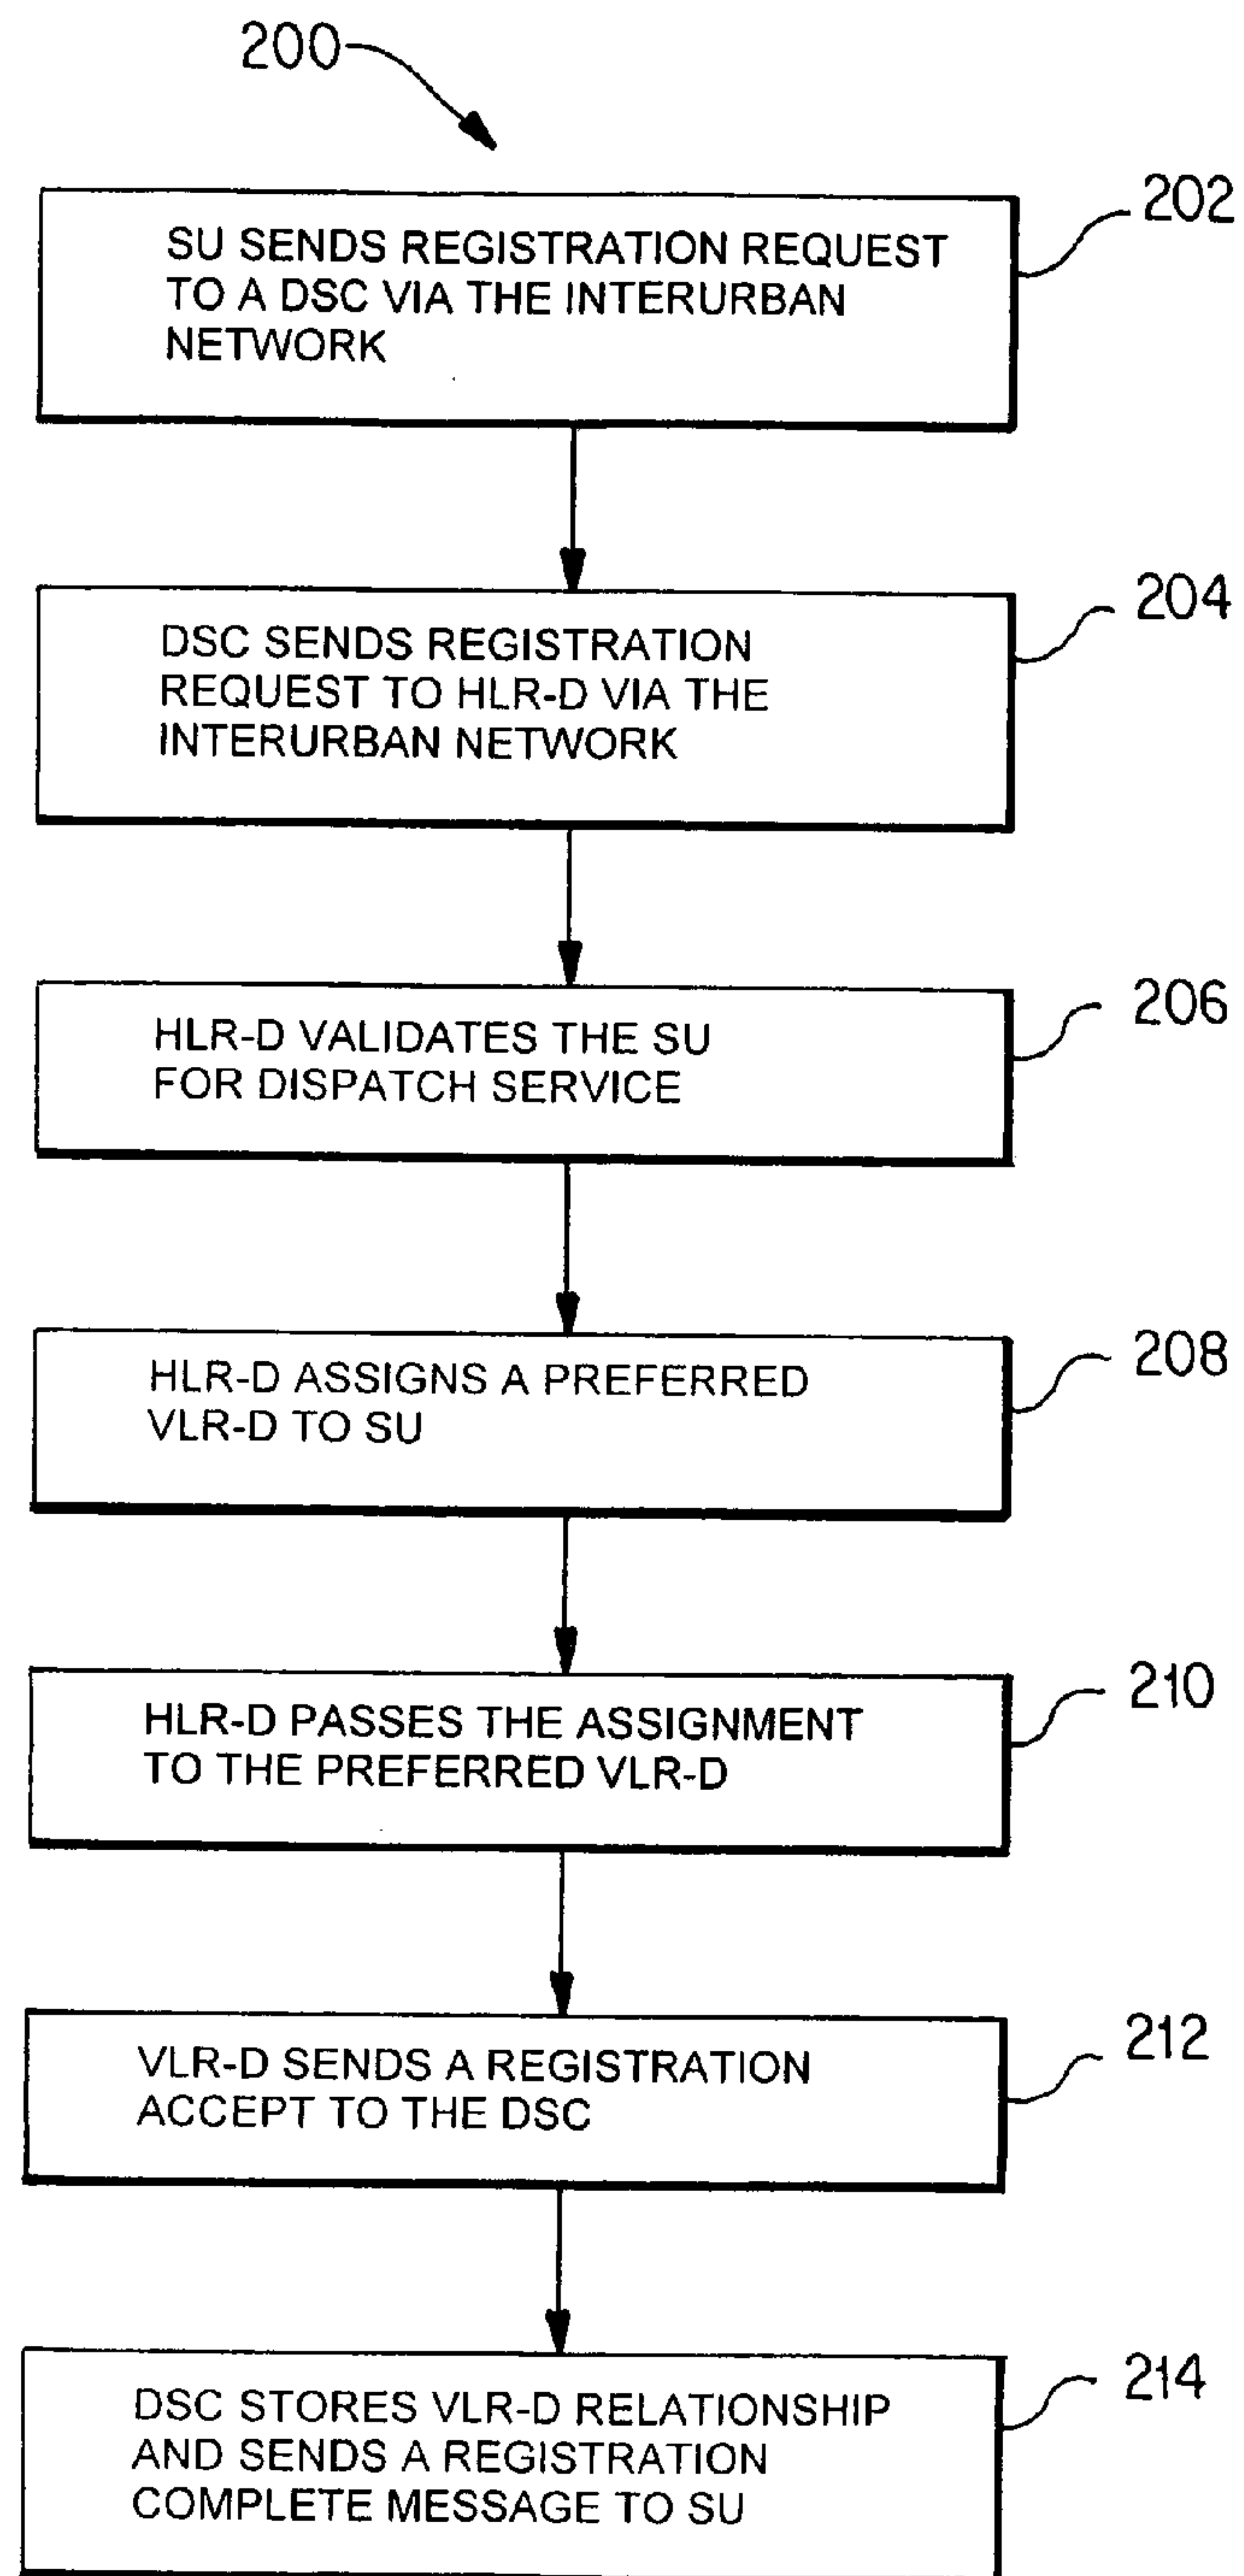 200
202
SU SENDS REGISTRATION REQUEST
TO A DSC VIA THE INTERURBAN
NETWORK
204
DSC SENDS REGISTRATION
REQUEST TO HLR-D VIA THE
INTERURBAN NETWORK
206
HLR-D VALIDATES THE SU
FOR DISPATCH SERVICE
208
HLR-D ASSIGNS A PREFERRED
VLR-D TO SU
210
HLR-D PASSES THE ASSIGNMENT
TO THE PREFERRED VLR-D
212
VLR-D SENDS A REGISTRATION
ACCEPT TO THE DSC
214
DSC STORES VLR-D RELATIONSHIP
AND SENDS A REGISTRATION
COMPLETE MESSAGE TO SU